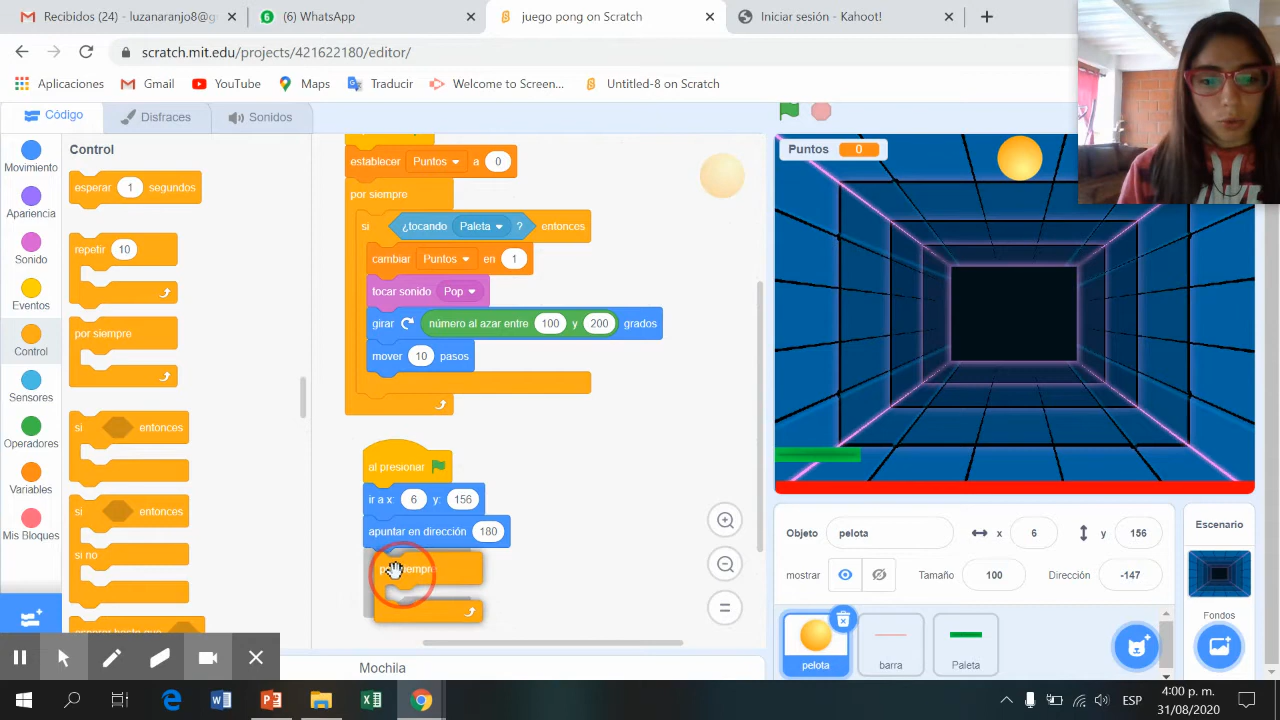 Recibidos (24) - luzanaranjo8@g
(6) WhatsApp
juego pong on Scratch
Iniciar sesión - Kahoot!
scratch.mit.edu/projects/421622180/editor/
Aplicaciones
Gmail
YouTube
Maps
Traducir
Welcome to Screen...
Untitled-8 on Scratch
Código
Disfraces
Sonidos
Movimiento
Apariencia
Sonido
Eventos
Control
Sensores
Operadores
Variables
Mis Bloques
Control
esperar 1 segundos
repetir 10
por siempre
si entonces
si entonces
si no
establecer Puntos a 0
por siempre
si ¿tocando Paleta ? entonces
cambiar Puntos en 1
tocar sonido Pop
girar número al azar entre 100 y 200 grados
mover 10 pasos
al presionar
ir a x: 6 y: 156
apuntar en dirección 180
por siempre
Mochila
Puntos 0
Objeto pelota x 6 y 156
mostrar Tamaño 100 Dirección -147
pelota
barra
Paleta
Escenario
Fondos
ESP
4:00 p. m.
31/08/2020